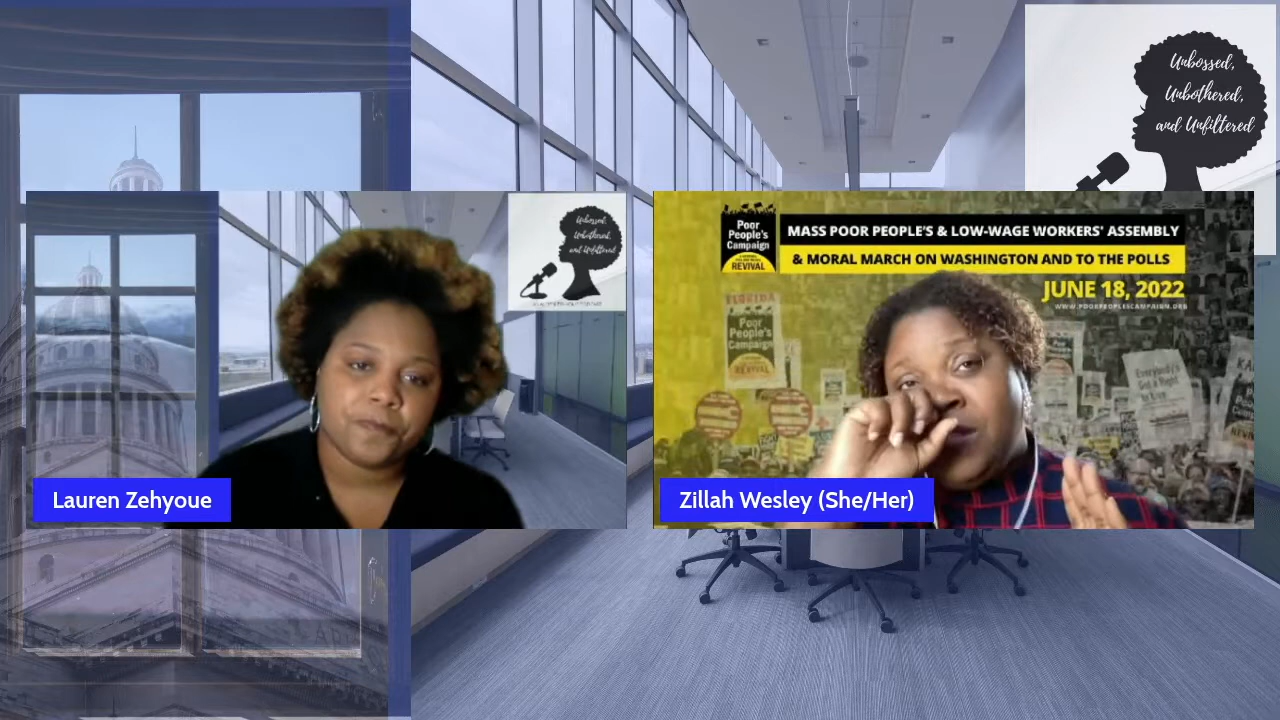 Unbossed,
Unbothered,
and Unfiltered
Unbossed,
Unbothered,
and Unfiltered
Poor
People's
Campaign
REVIVAL
MASS POOR PEOPLE'S & LOW-WAGE WORKERS' ASSEMBLY
& MORAL MARCH ON WASHINGTON AND TO THE POLLS
JUNE 18, 2022
WWW.POORPEOPLESCAMPAIGN.ORG
FLORIDA
Poor
People's
Campaign
REVIVAL
Everybody's
Got a Right
Lauren Zehyoue
Zillah Wesley (She/Her)